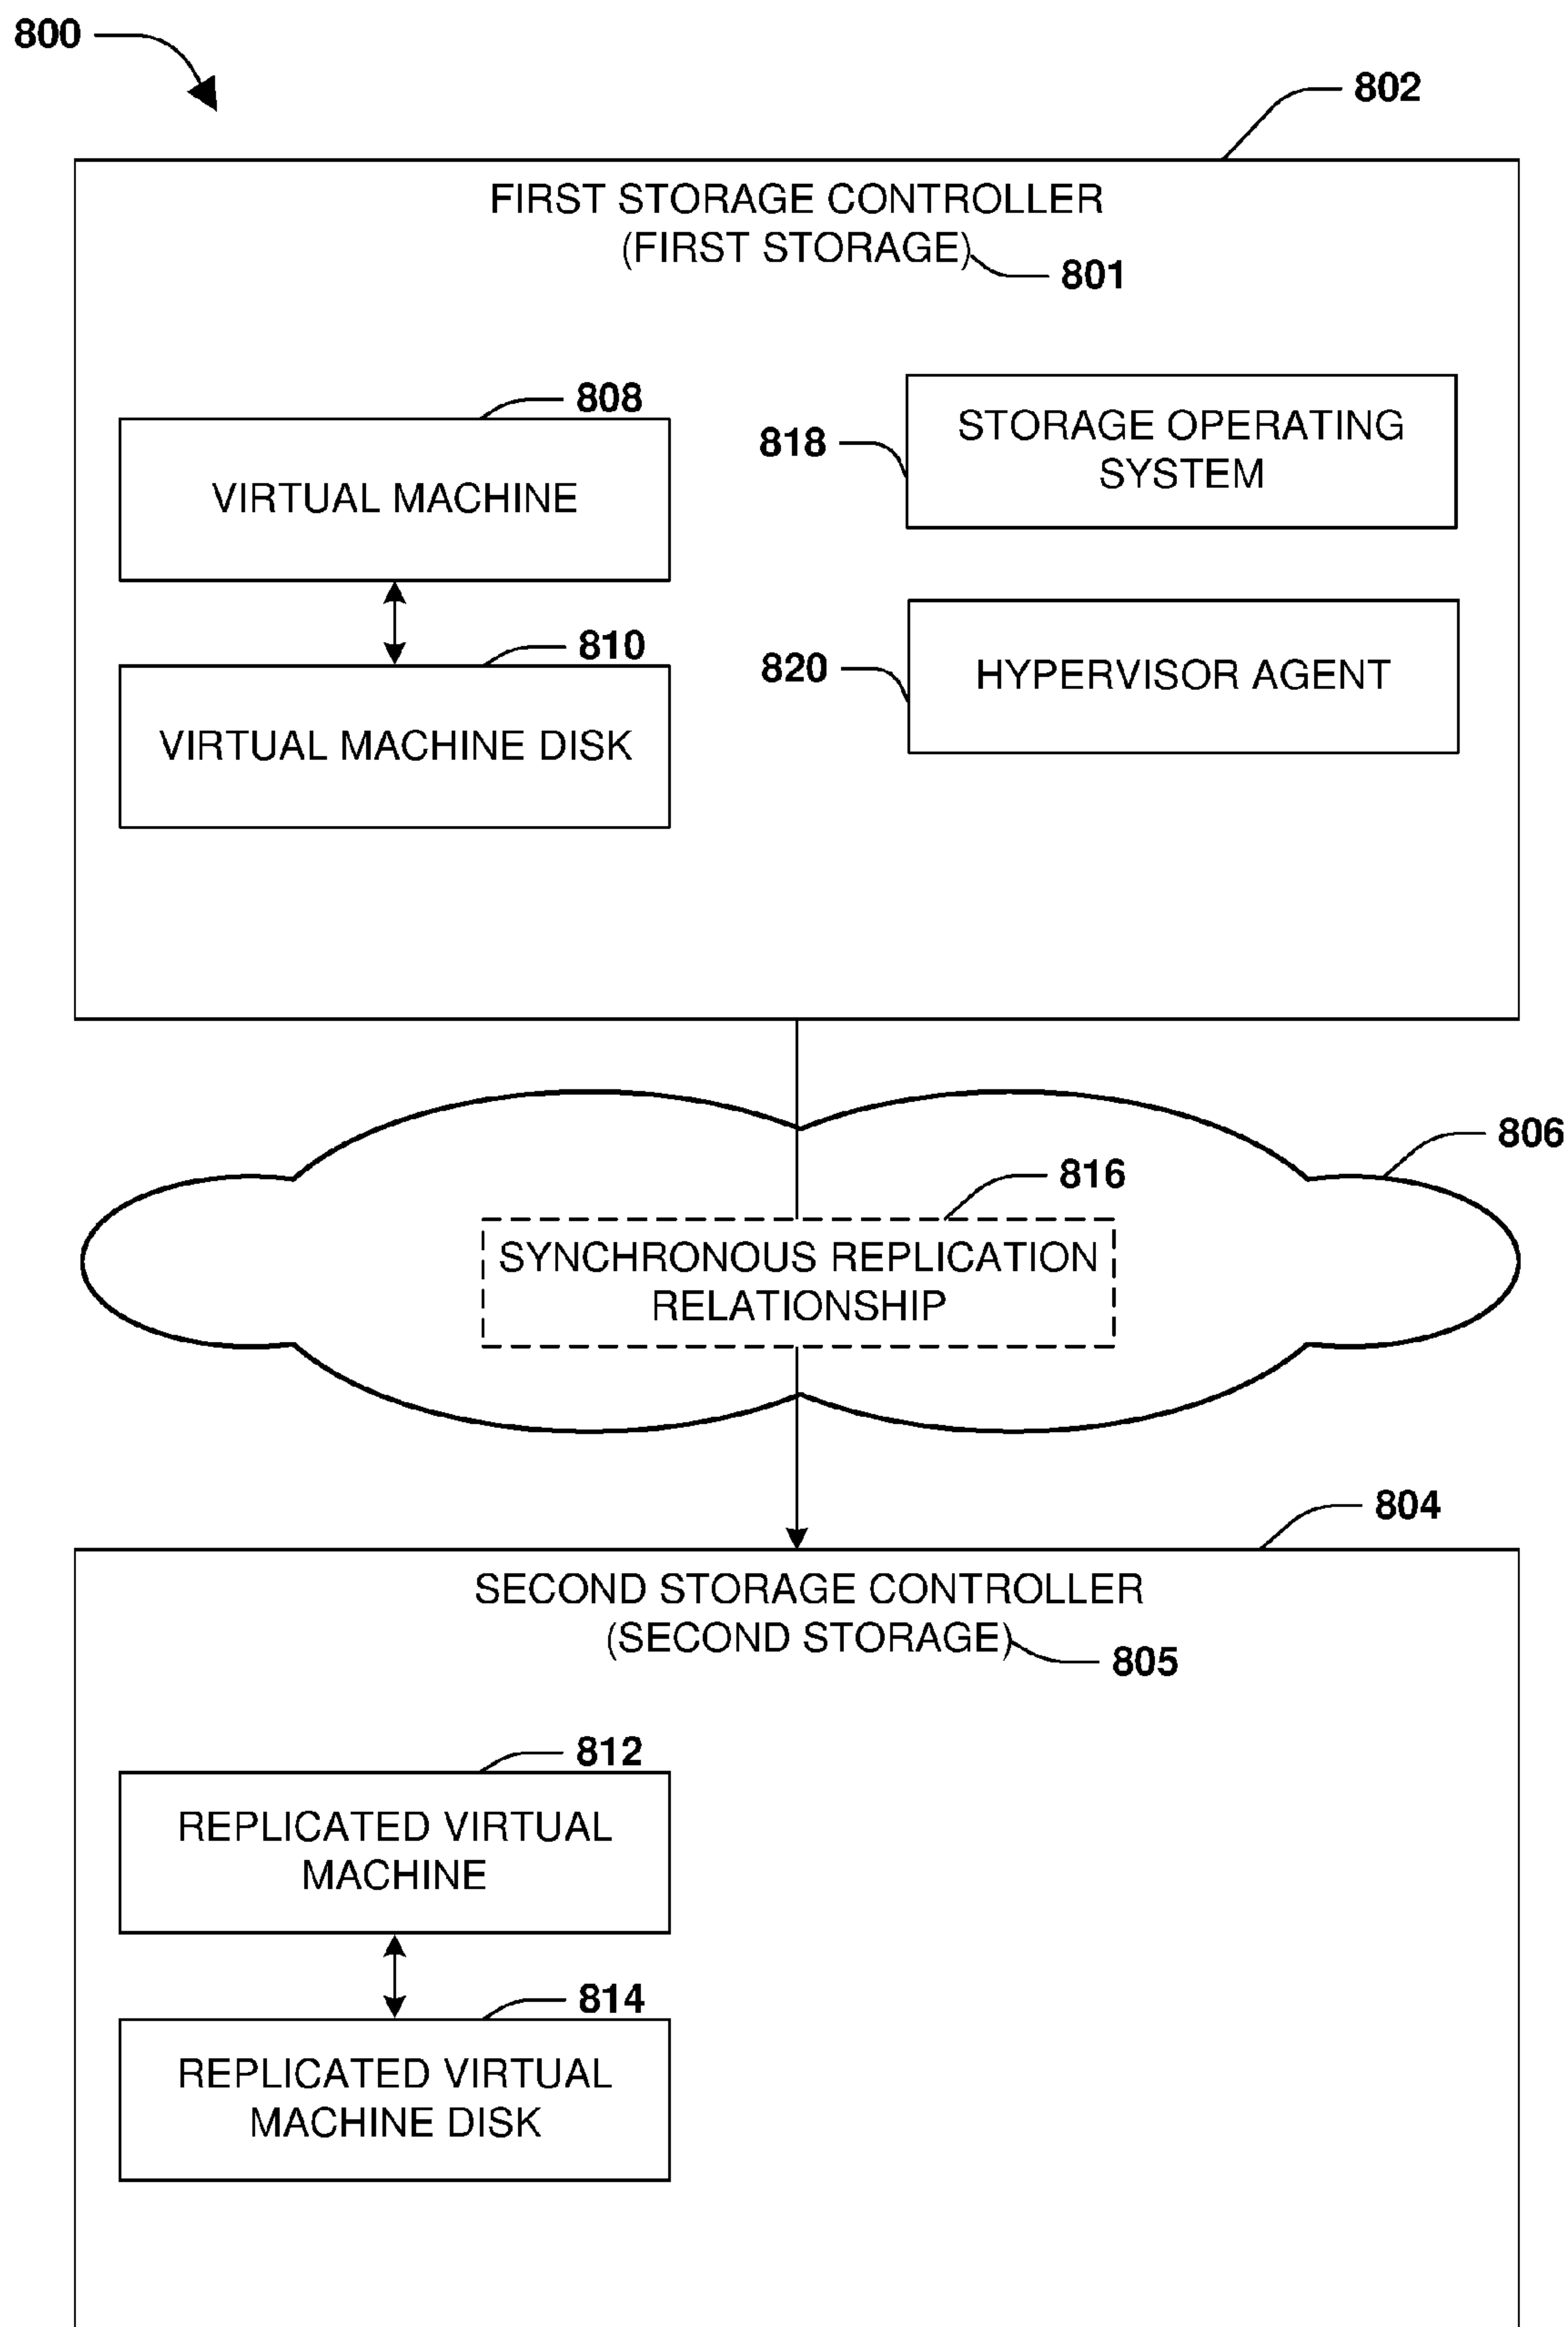 800
802
FIRST STORAGE CONTROLLER
(FIRST STORAGE)
801
808
VIRTUAL MACHINE
818
STORAGE OPERATING
SYSTEM
810
VIRTUAL MACHINE DISK
820
HYPERVISOR AGENT
806
816
SYNCHRONOUS REPLICATION
RELATIONSHIP
804
SECOND STORAGE CONTROLLER
(SECOND STORAGE)
805
812
REPLICATED VIRTUAL
MACHINE
814
REPLICATED VIRTUAL
MACHINE DISK